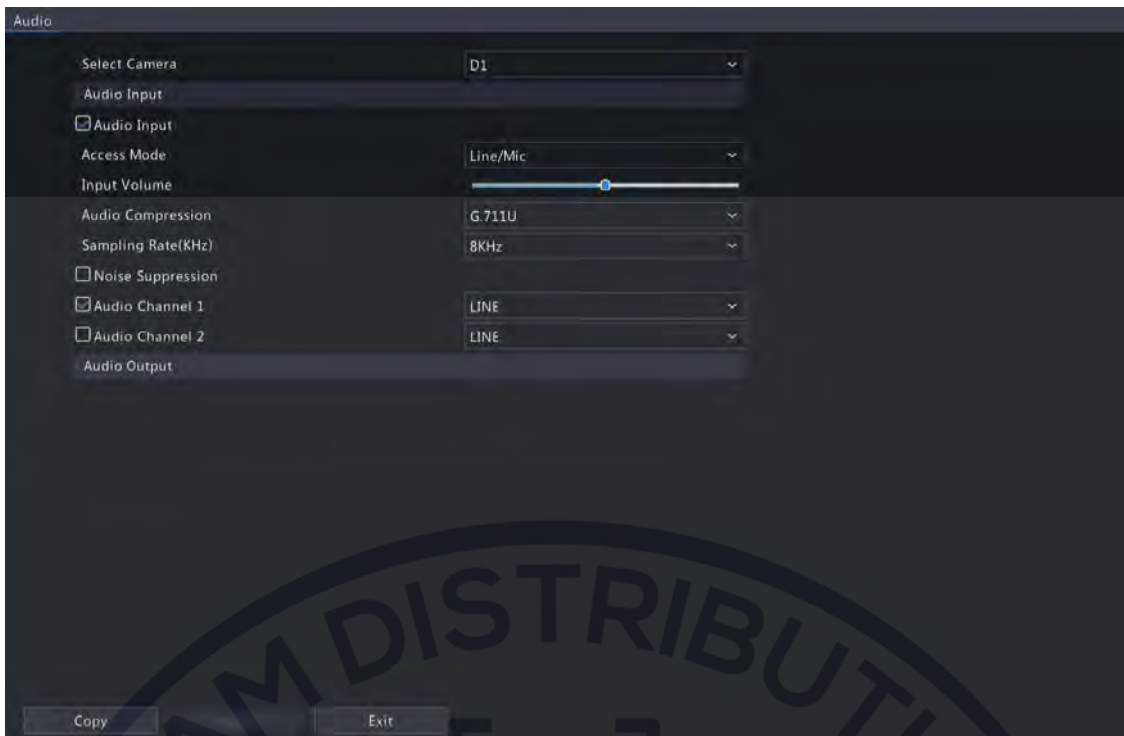 Audio
Select Camera D1
Audio Input
Audio Input
Access Mode Line/Mic
Input Volume
Audio Compression G.711U
Sampling Rate(KHz) 8KHz
Noise Suppression
Audio Channel 1 LINE
Audio Channel 2 LINE
Audio Output
Copy Exit